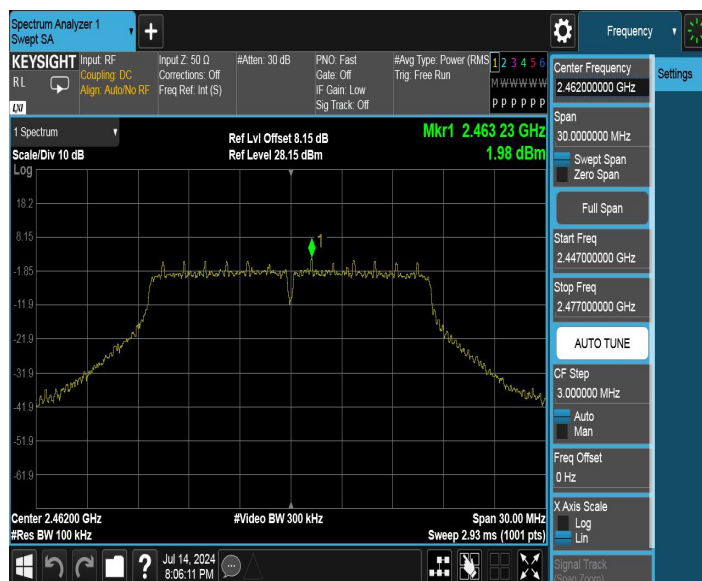 Spectrum Analyzer 1
Swept SA
Frequency
KEYSIGHT
RL
LXI
Input: RF
Coupling: DC
Align: Auto/No RF
Input Z: 50 Ω
Corrections: Off
Freq Ref: Int (S)
#Atten: 30 dB
PNO: Fast
Gate: Off
IF Gain: Low
Sig Track: Off
#Avg Type: Power (RMS
Trig: Free Run
1 2 3 4 5 6
M W W W W W
P P P P P P
Center Frequency
2.462000000 GHz
Settings
Span
30.0000000 MHz
Swept Span
Zero Span
Full Span
Start Freq
2.447000000 GHz
Stop Freq
2.477000000 GHz
AUTO TUNE
CF Step
3.000000 MHz
Auto
Man
Freq Offset
0 Hz
X Axis Scale
Log
Lin
Signal Track
(Span Zoom)
1 Spectrum
Scale/Div 10 dB
Log
Ref Lvl Offset 8.15 dB
Ref Level 28.15 dBm
Mkr1 2.463 23 GHz
1.98 dBm
18.2
8.15
-1.85
-11.9
-21.9
-31.9
-41.9
-51.9
-61.9
1
Center 2.46200 GHz
#Res BW 100 kHz
#Video BW 300 kHz
Span 30.00 MHz
Sweep 2.93 ms (1001 pts)
?
Jul 14, 2024
8:06:11 PM